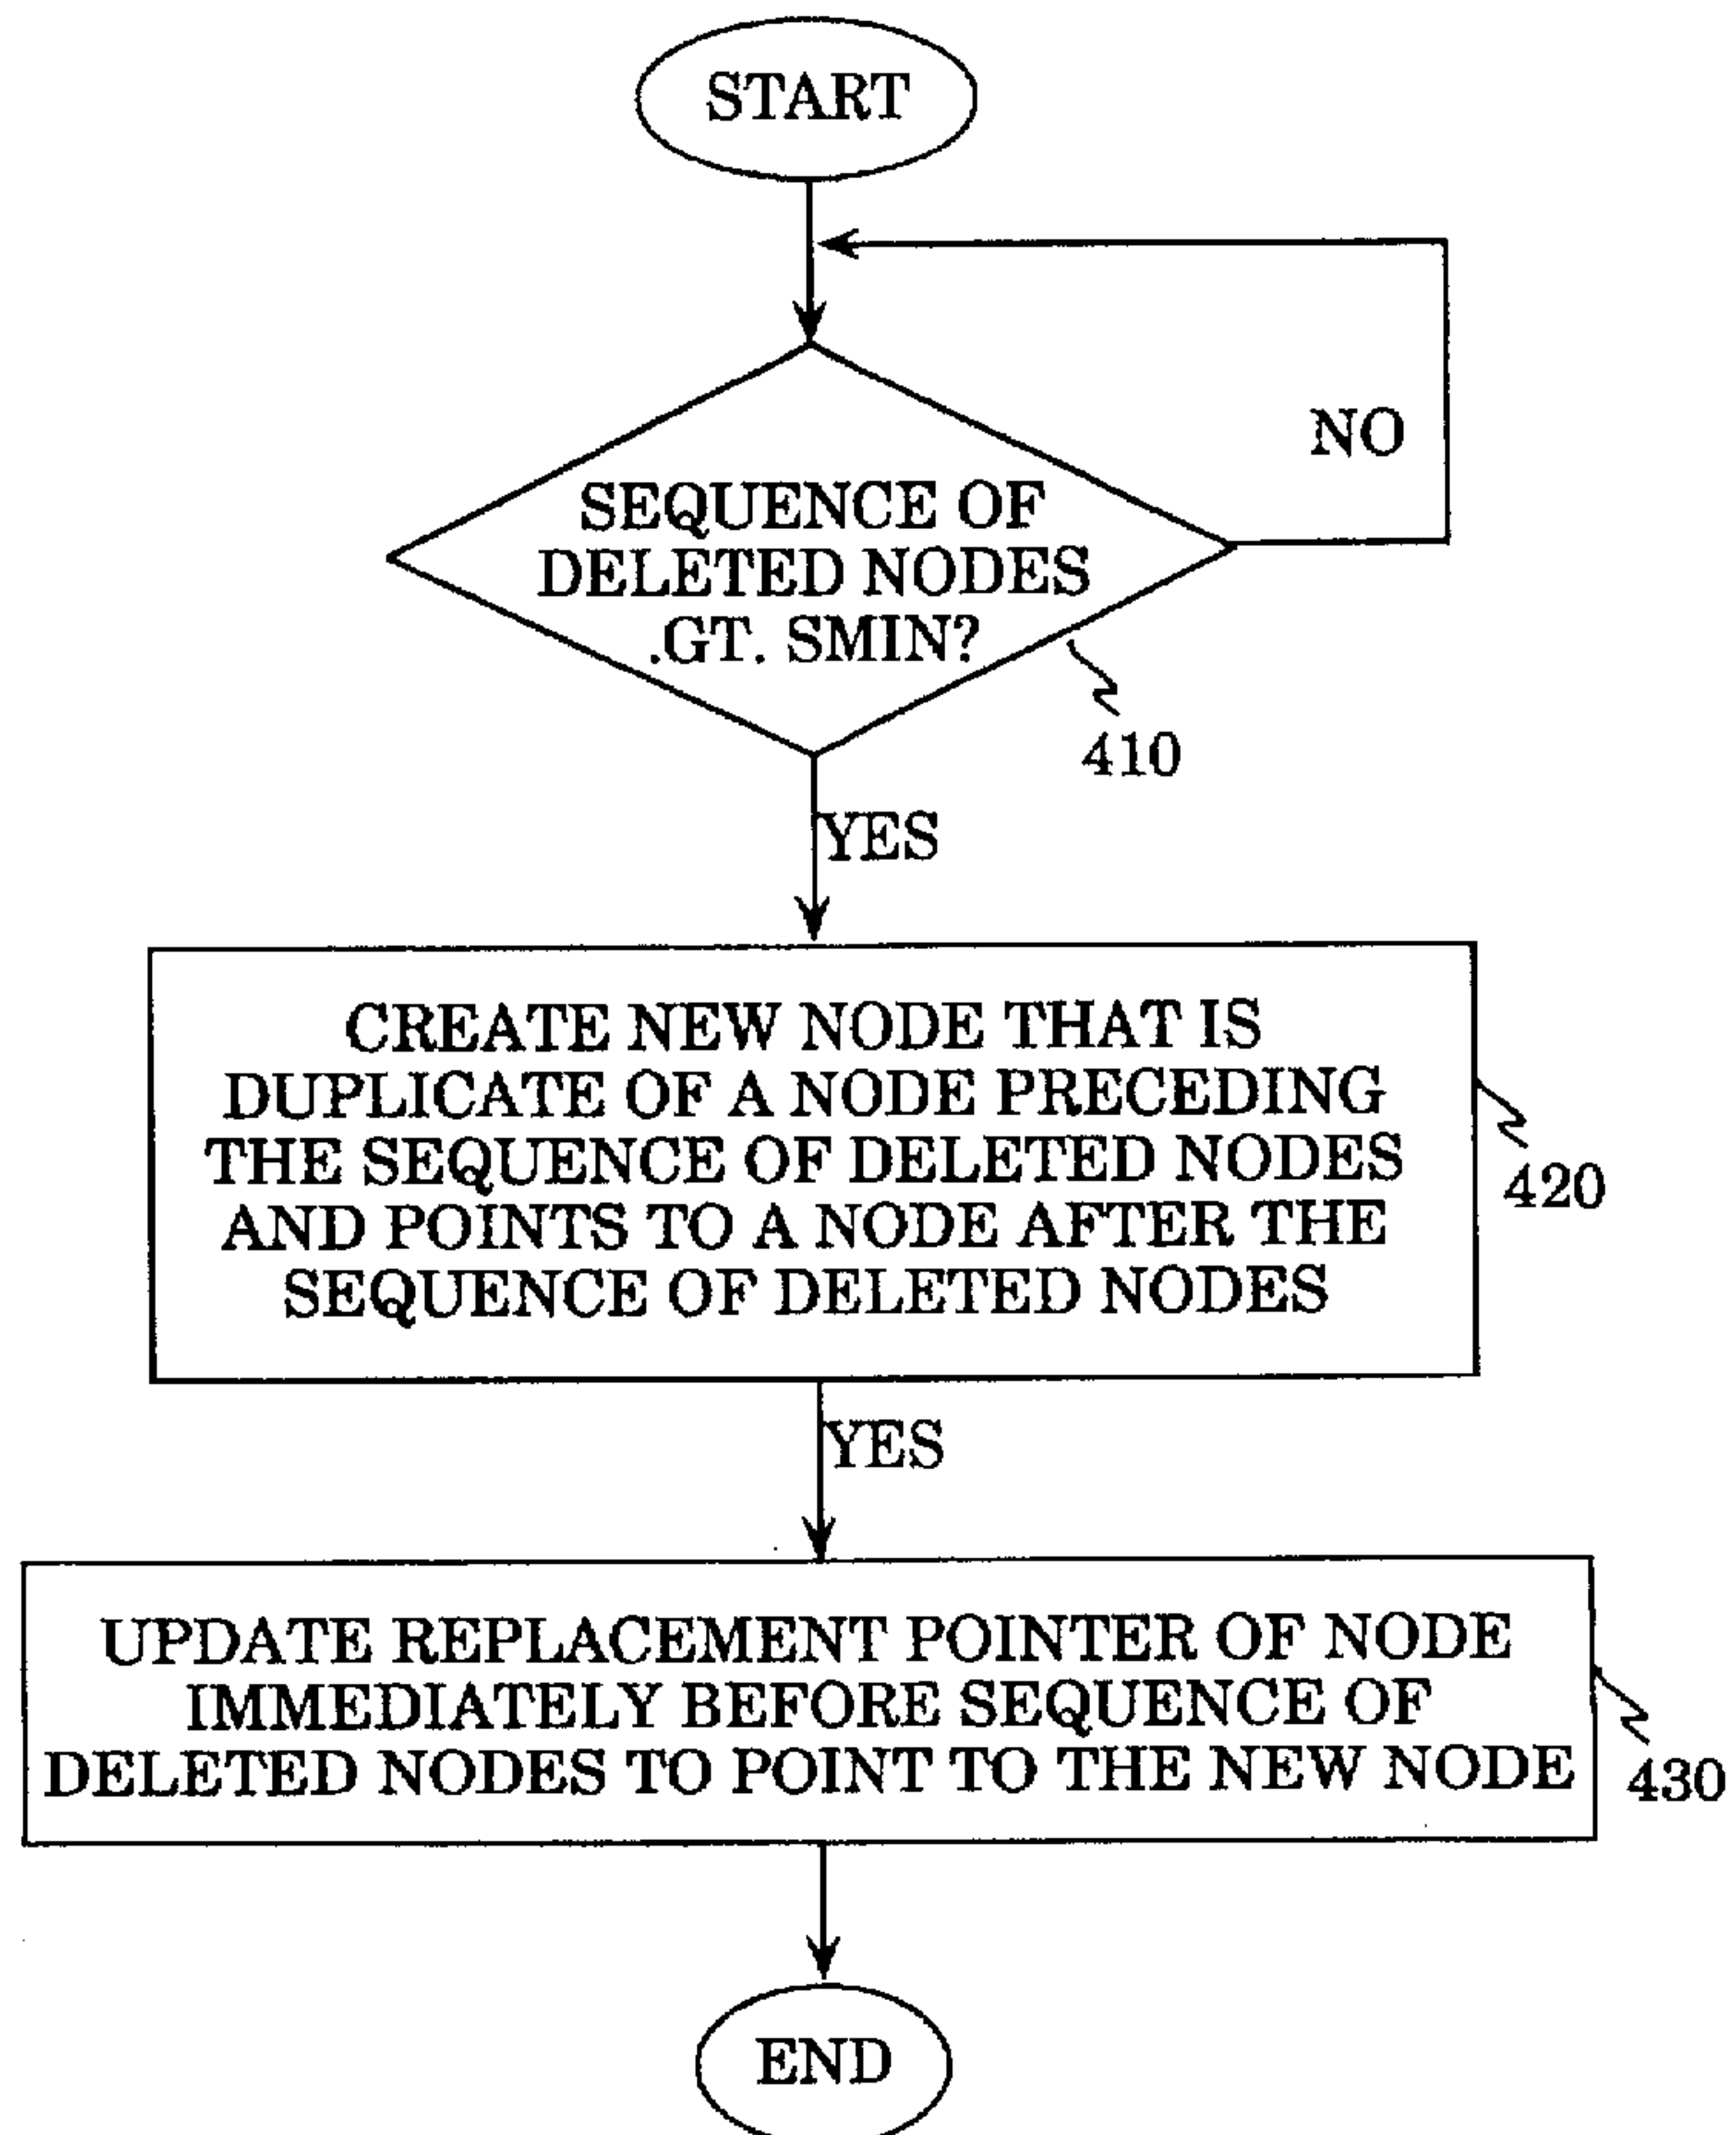 START
NO
SEQUENCE OF
DELETED NODES
.GT. SMIN?
410
YES
CREATE NEW NODE THAT IS
DUPLICATE OF A NODE PRECEDING
THE SEQUENCE OF DELETED NODES
AND POINTS TO A NODE AFTER THE
SEQUENCE OF DELETED NODES
420
YES
UPDATE REPLACEMENT POINTER OF NODE
IMMEDIATELY BEFORE SEQUENCE OF
DELETED NODES TO POINT TO THE NEW NODE
430
END